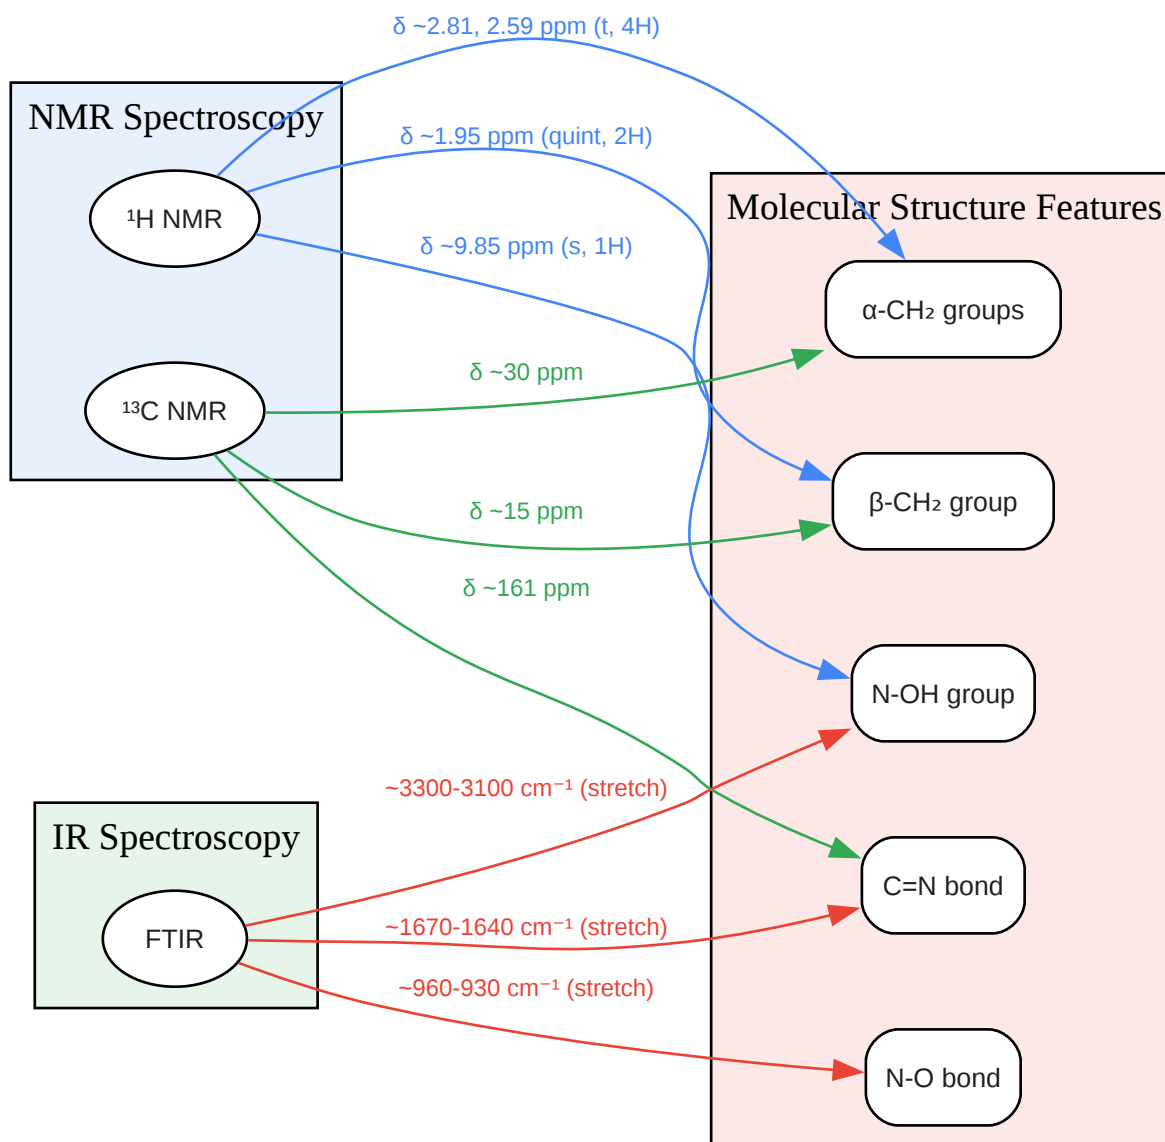 δ ~2.81, 2.59 ppm (t, 4H)
NMR Spectroscopy
δ ~1.95 ppm (quint, 2H)
Molecular Structure Features
¹H NMR
δ ~9.85 ppm (s, 1H)
α-CH₂ groups
δ ~30 ppm
¹³C NMR
β-CH₂ group
δ ~15 ppm
δ ~161 ppm
N-OH group
~3300-3100 cm⁻¹ (stretch)
IR Spectroscopy
C=N bond
~1670-1640 cm⁻¹ (stretch)
FTIR
~960-930 cm⁻¹ (stretch)
N-O bond